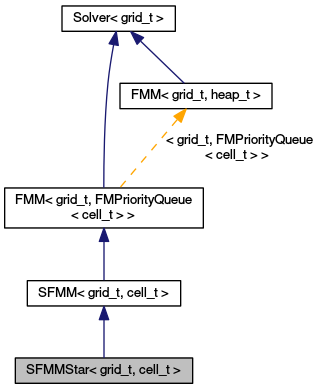 Solver< grid_t >
FMM< grid_t, heap_t >
< grid_t, FMPriorityQueue
< cell_t > >
FMM< grid_t, FMPriorityQueue
< cell_t > >
SFMM< grid_t, cell_t >
SFMMStar< grid_t, cell_t >